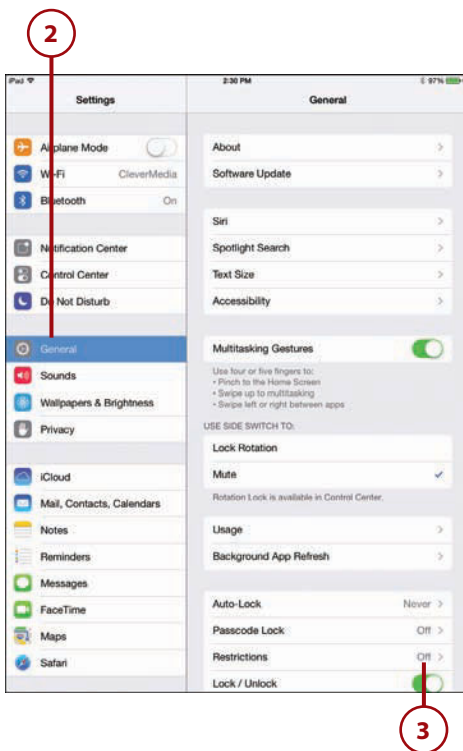 2
iPad 2:30 PM 97%
Settings
General
Airplane Mode
Wi-Fi CleverMedia
Bluetooth On
Notification Center
Control Center
Do Not Disturb
General
Sounds
Wallpapers & Brightness
Privacy
iCloud
Mail, Contacts, Calendars
Notes
Reminders
Messages
FaceTime
Maps
Safari
About
Software Update
Siri
Spotlight Search
Text Size
Accessibility
Multitasking Gestures
Use four or five fingers to:
• Pinch to the Home Screen
• Swipe up to multitasking
• Swipe left or right between apps
USE SIDE SWITCH TO:
Lock Rotation
Mute
Rotation Lock is available in Control Center.
Usage
Background App Refresh
Auto-Lock Never
Passcode Lock Off
Restrictions Off
Lock / Unlock
3